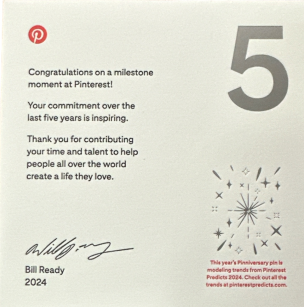 5
Congratulations on a milestone
moment at Pinterest!
Your commitment over the
last five years is inspiring.
Thank you for contributing
your time and talent to help
people all over the world
create a life they love.
Bill Ready
2024
This year's Pinniversary pin is
modeling trends from Pinterest
Predicts 2024. Check out all the
trends at pinterestpredicts.com.